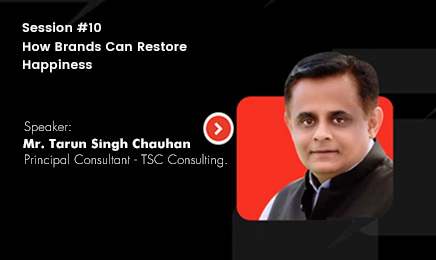 Session #10
How Brands Can Restore
Happiness
Speaker:
Mr. Tarun Singh Chauhan
Principal Consultant - TSC Consulting.